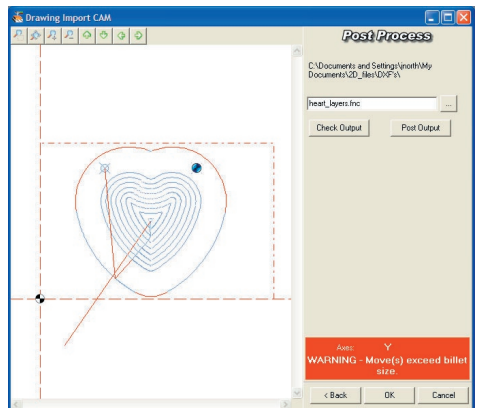 Drawing Import CAM
Post Process
C:\Documents and Settings\jnorth\My
Documents\2D_files\DXF's\
heart_layers.fnc
...
Check Output
Post Output
Axes: Y
WARNING - Move(s) exceed billet
size.
< Back
OK
Cancel